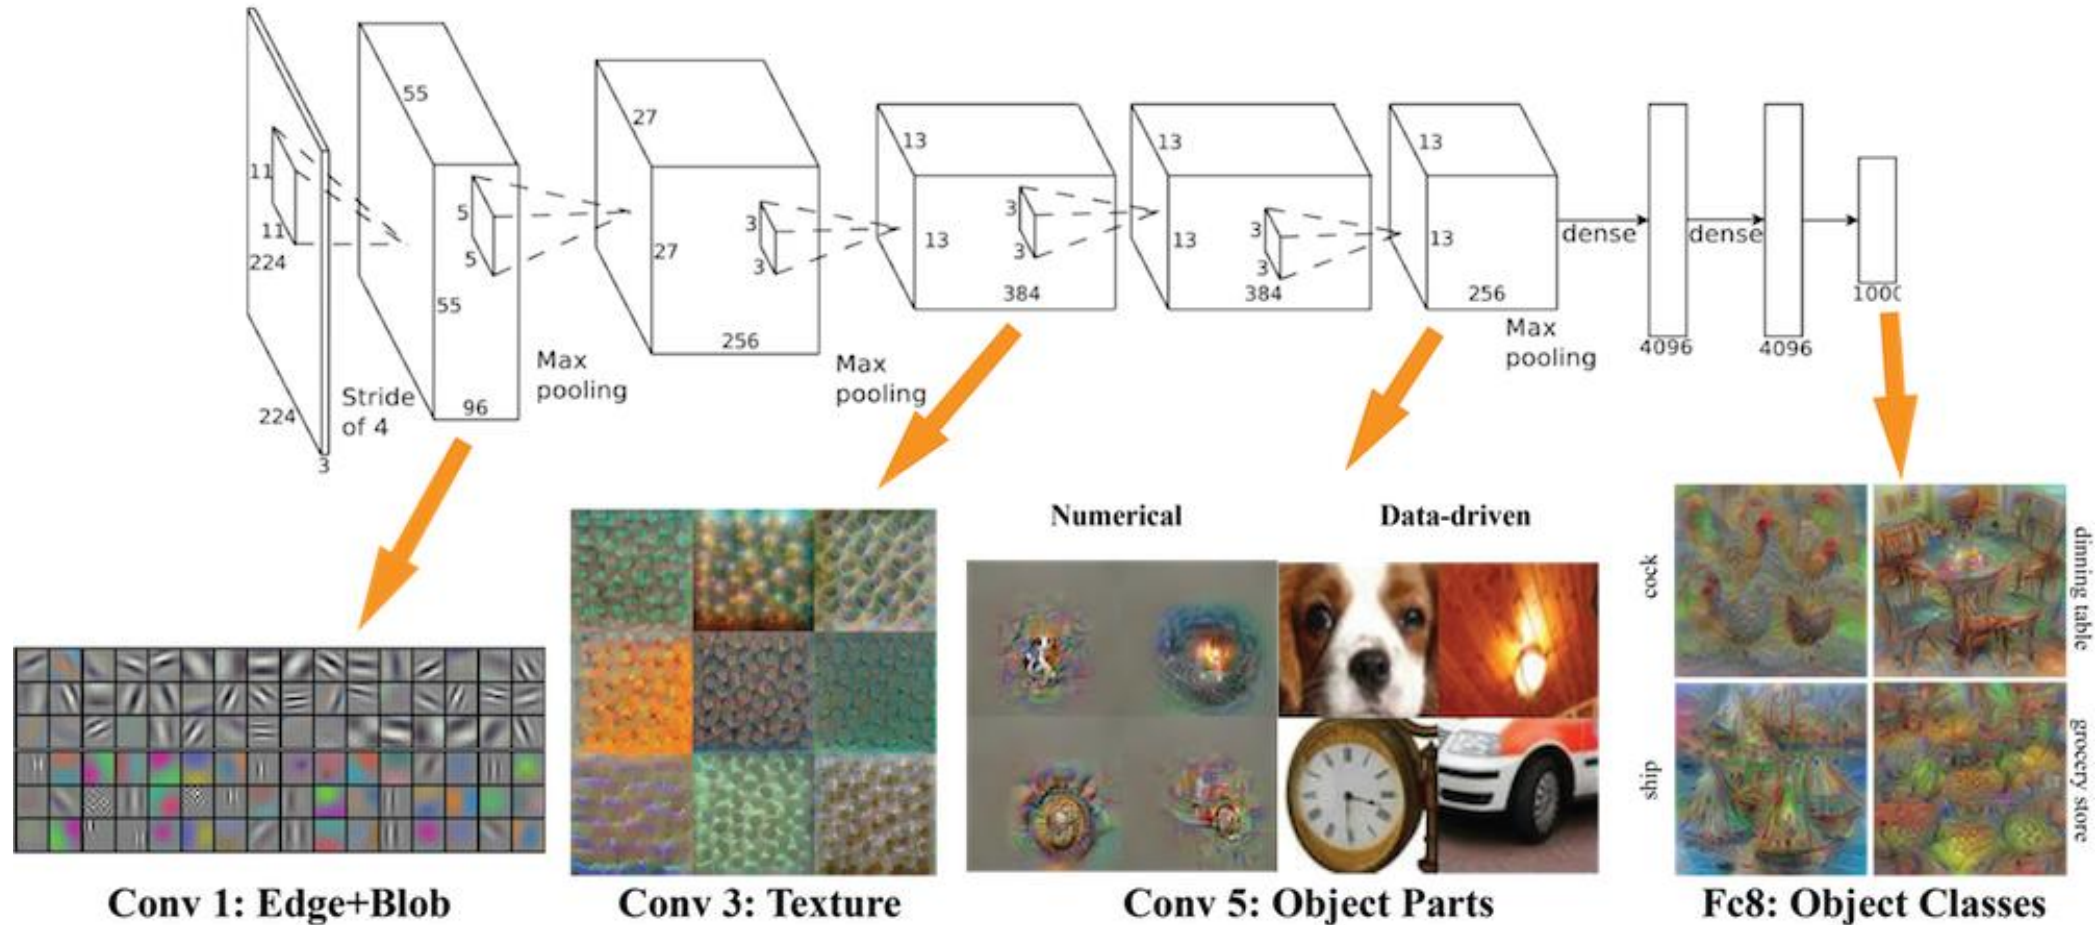 55
27
13
13
13
11
11
224
224
3
Stride
of 4
5
5
55
96
Max
pooling
3
3
27
256
Max
pooling
3
3
13
384
3
3
13
384
13
256
Max
pooling
dense
dense
4096
4096
1000
Numerical
Data-driven
cock
dinning table
ship
grocery store
Conv 1: Edge+Blob
Conv 3: Texture
Conv 5: Object Parts
Fc8: Object Classes